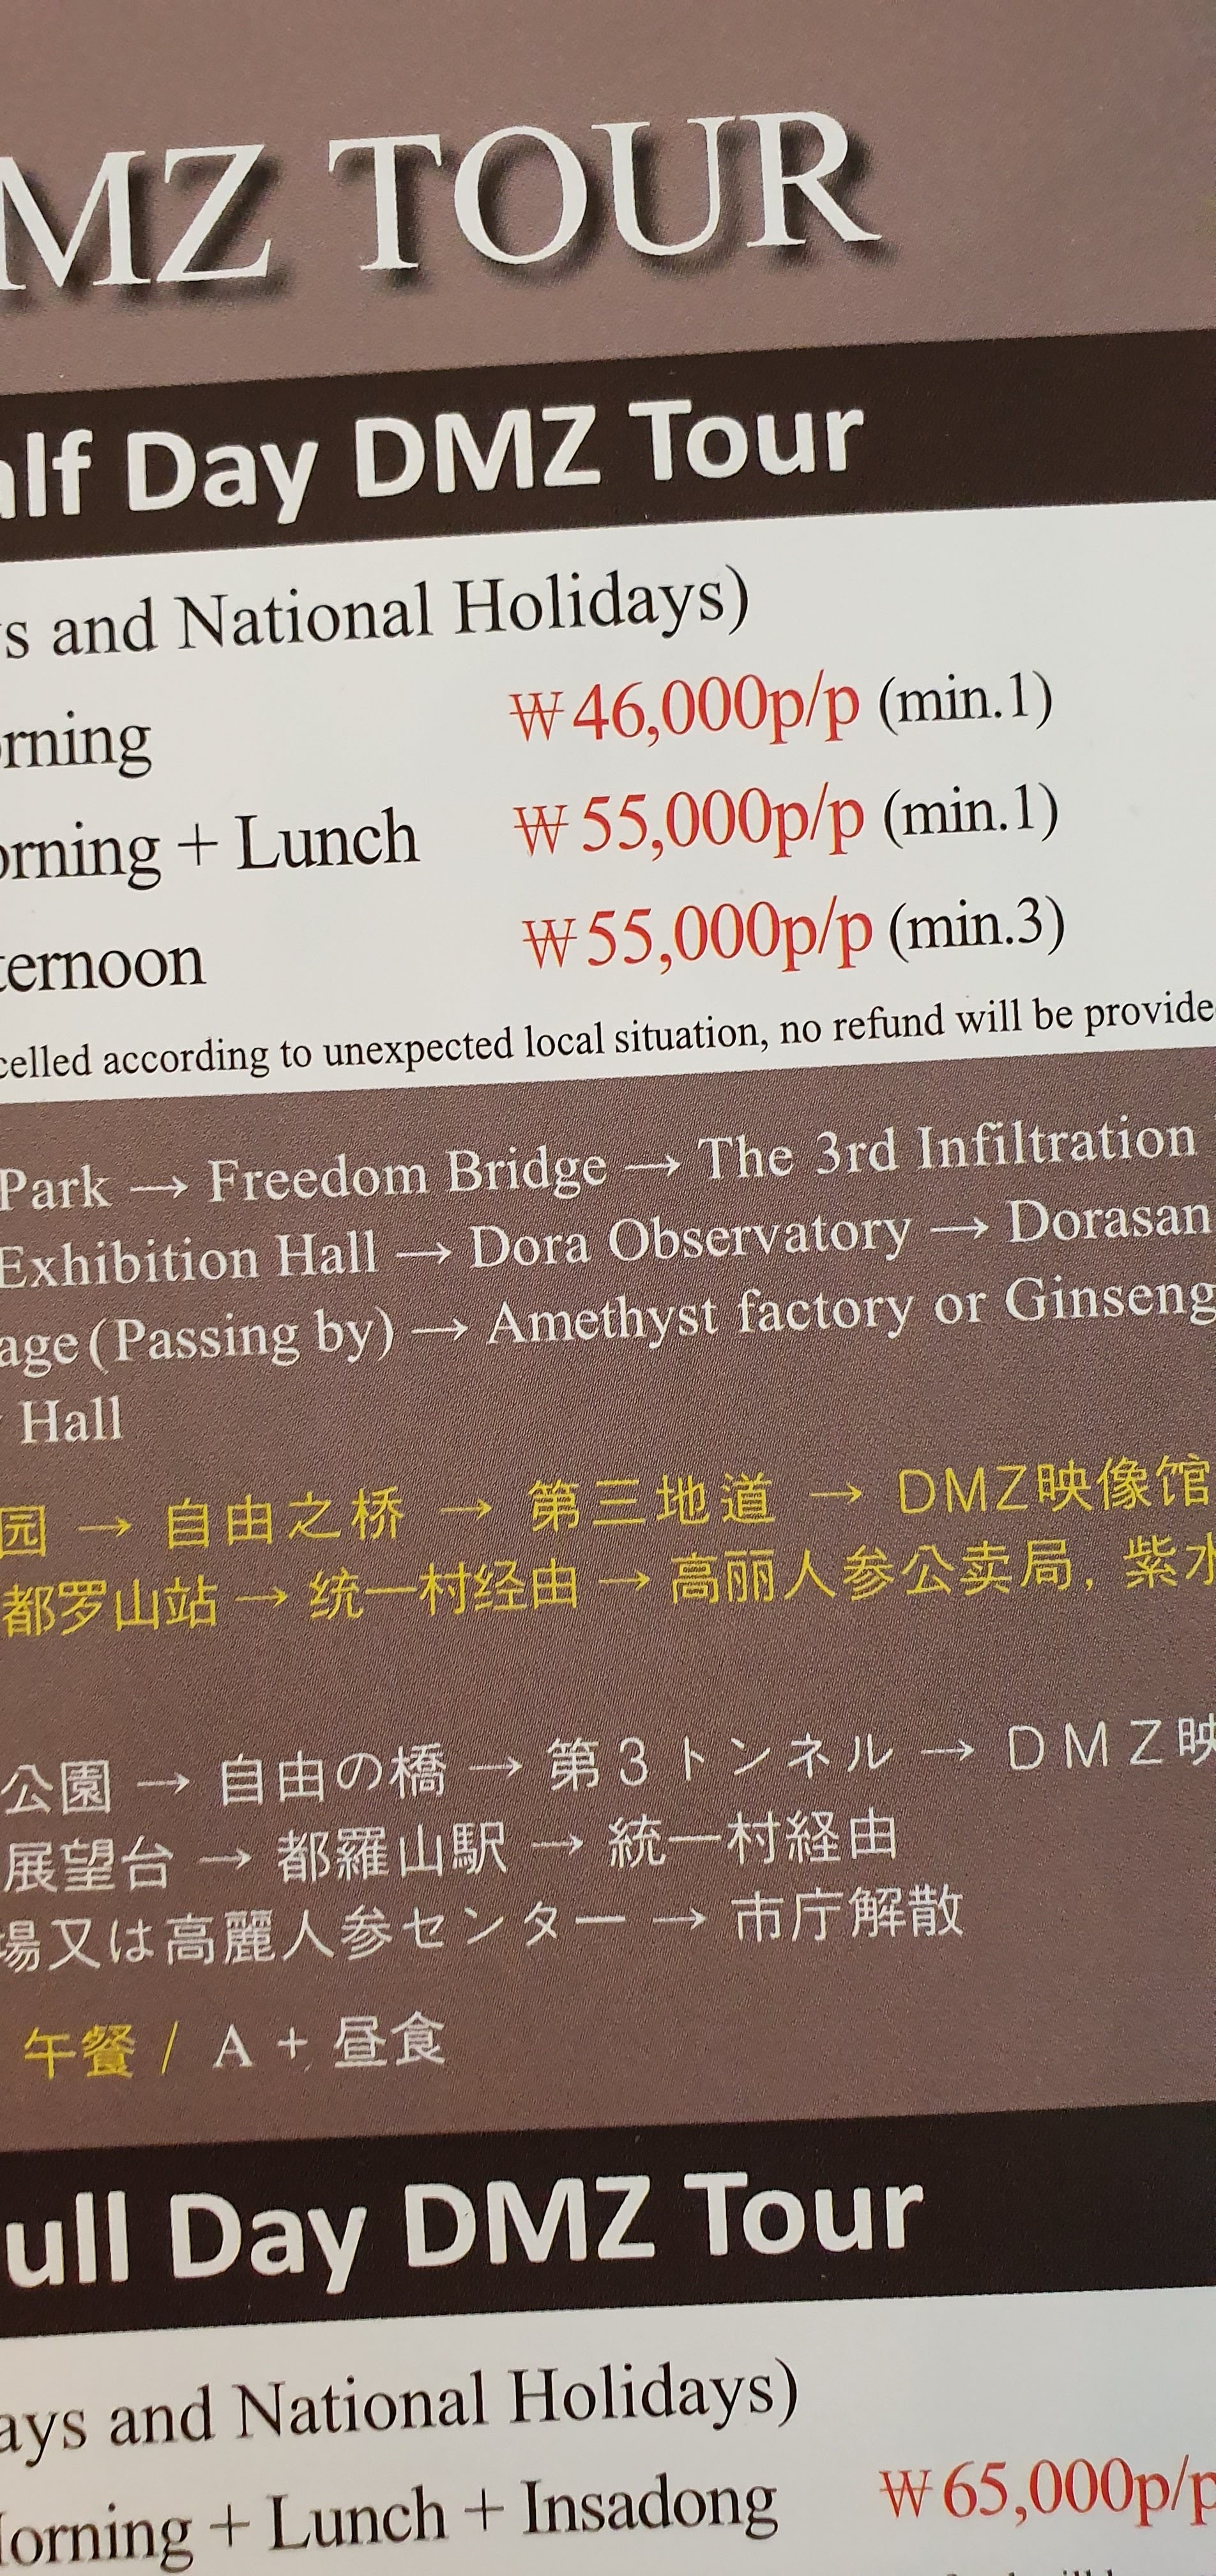 MZ TOUR
alf Day DMZ Tour
s and National Holidays)
rning ₩46,000p/p (min.1)
orning + Lunch ₩55,000p/p (min.1)
ernoon ₩55,000p/p (min.3)
celled according to unexpected local situation, no refund will be provide
Park → Freedom Bridge → The 3rd Infiltration
Exhibition Hall → Dora Observatory → Dorasan
age (Passing by) → Amethyst factory or Ginseng
Hall
园 → 自由之桥 → 第三地道 → DMZ映像馆
都罗山站 → 统一村经由 → 高丽人参公卖局, 紫水
公園 → 自由の橋 → 第3トンネル → DMZ映
展望台 → 都羅山駅 → 統一村経由
場又は高麗人参センター → 市庁解散
午餐 / A + 昼食
ull Day DMZ Tour
ays and National Holidays)
orning + Lunch + Insadong ₩65,000p/p